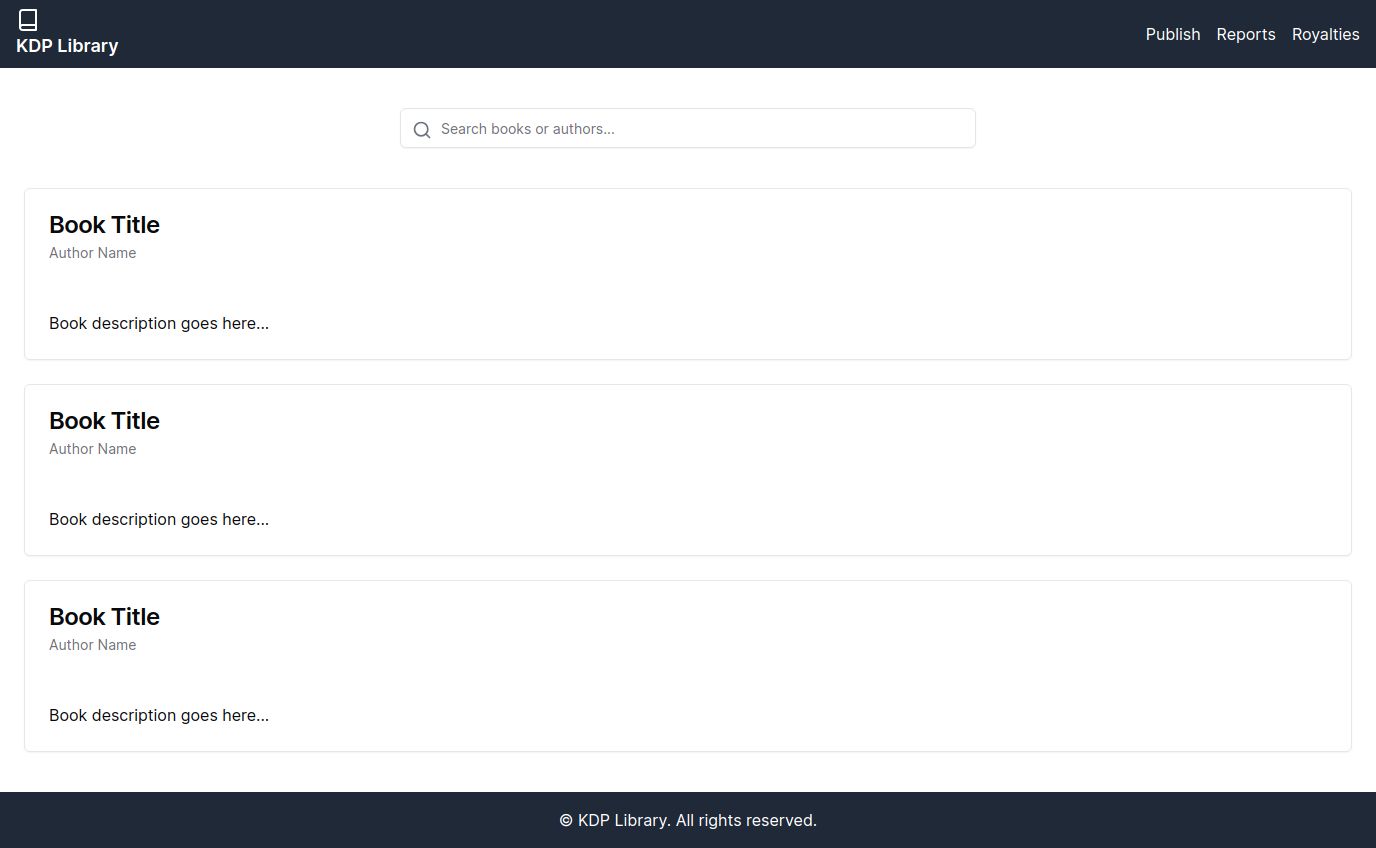 KDP Library
Publish Reports Royalties
Search books or authors...
Book Title
Author Name
Book description goes here...
Book Title
Author Name
Book description goes here...
Book Title
Author Name
Book description goes here...
© KDP Library. All rights reserved.